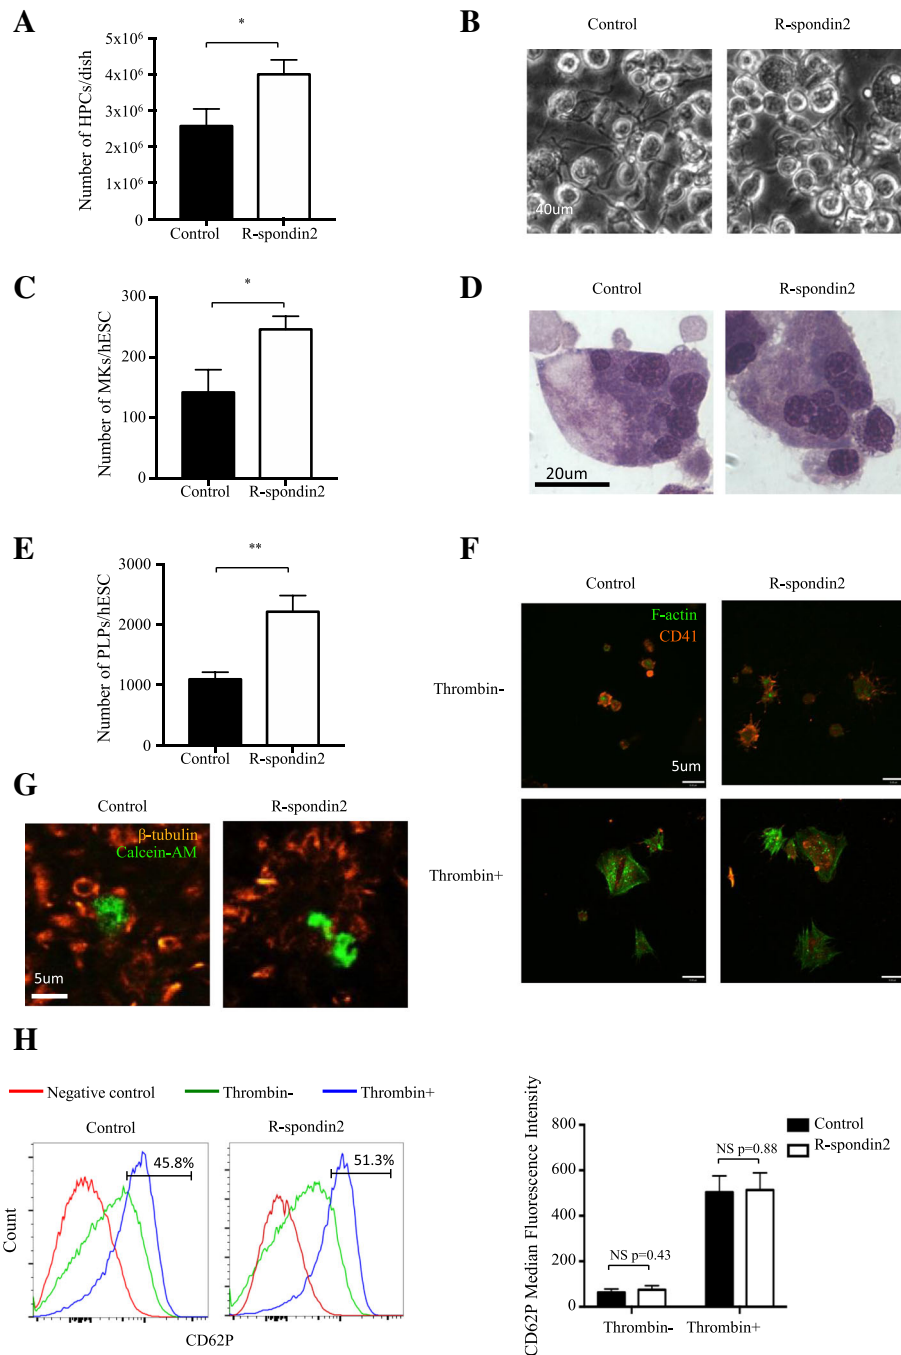 A
*
Number of HPCs/dish
5x10⁶
4x10⁶
3x10⁶
2x10⁶
1x10⁶
0
Control R-spondin2
B
Control R-spondin2
40um
C
*
Number of MKs/hESC
300
200
100
0
Control R-spondin2
D
Control R-spondin2
20um
E
**
Number of PLPs/hESC
3000
2000
1000
0
Control R-spondin2
F
Control R-spondin2
F-actin
CD41
Thrombin-
5um
Thrombin+
G
Control R-spondin2
β-tubulin
Calcein-AM
5um
H
Negative control Thrombin- Thrombin+
Control R-spondin2
45.8% 51.3%
Count
CD62P
CD62P Median Fluorescence Intensity
800
600
400
200
0
Control
R-spondin2
NS p=0.88
NS p=0.43
Thrombin- Thrombin+